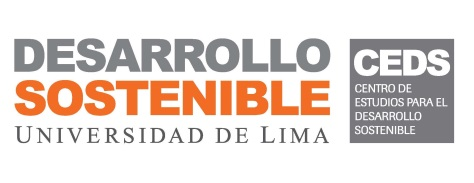 DESARROLLO
SOSTENIBLE
UNIVERSIDAD DE LIMA
CEDS
CENTRO DE
ESTUDIOS PARA EL
DESARROLLO
SOSTENIBLE